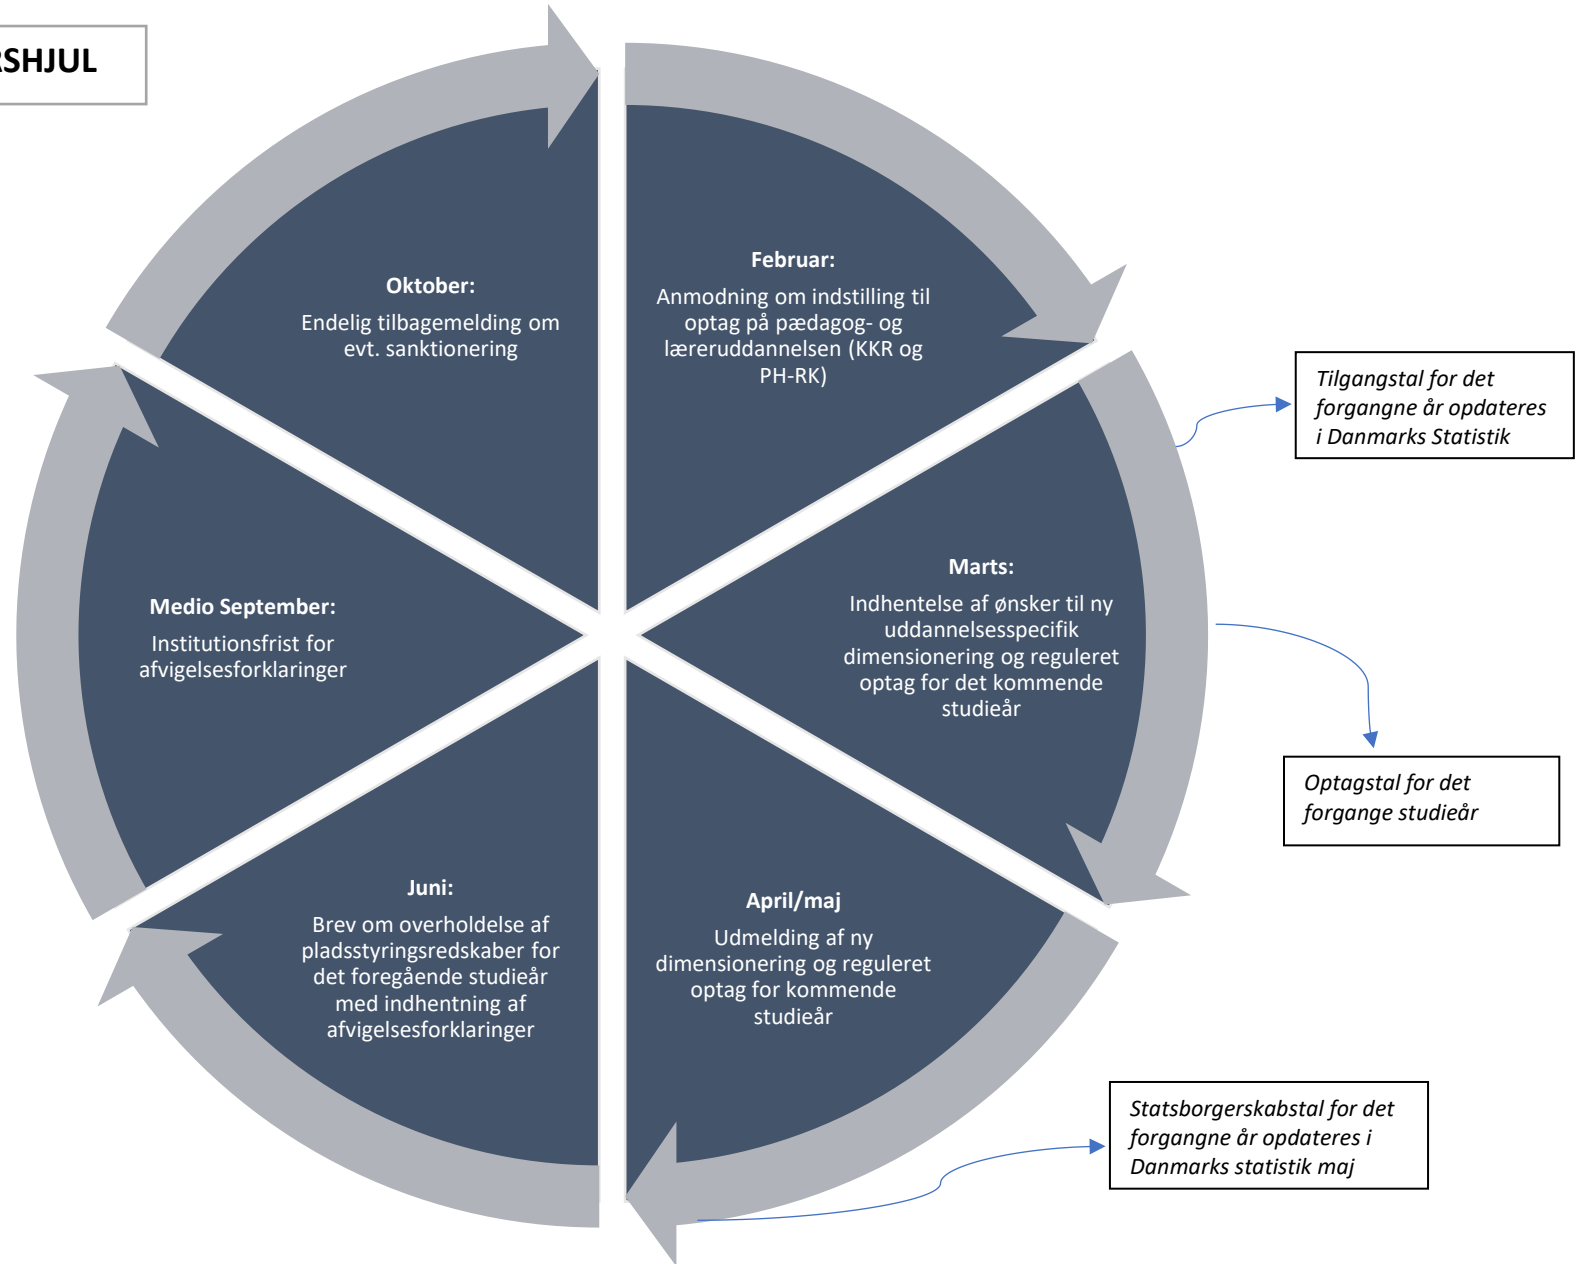 RSHJUL
Februar:
Anmodning om indstilling til
optag på pædagog- og
læreruddannelsen (KKR og
PH-RK)
Marts:
Indhentelse af ønsker til ny
uddannelsesspecifik
dimensionering og reguleret
optag for det kommende
studieår
April/maj
Udmelding af ny
dimensionering og reguleret
optag for kommende
studieår
Juni:
Brev om overholdelse af
pladsstyringsredskaber for
det foregående studieår
med indhentning af
afvigelsesforklaringer
Medio September:
Institutionsfrist for
afvigelsesforklaringer
Oktober:
Endelig tilbagemelding om
evt. sanktionering
Tilgangstal for det
forgangne år opdateres
i Danmarks Statistik
Optagstal for det
forgange studieår
Statsborgerskabstal for det
forgangne år opdateres i
Danmarks statistik maj